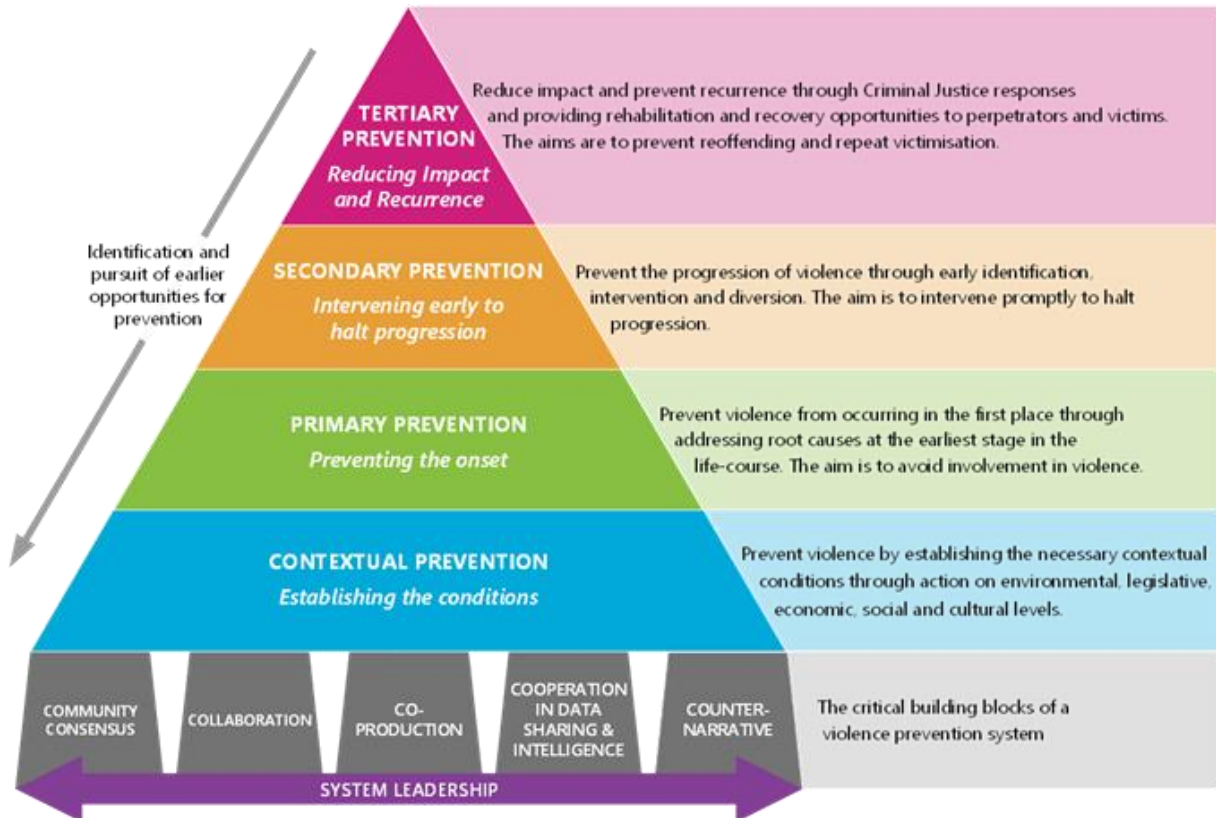 TERTIARY
PREVENTION
Reducing Impact
and Recurrence
Reduce impact and prevent recurrence through Criminal Justice responses
and providing rehabilitation and recovery opportunities to perpetrators and victims.
The aims are to prevent reoffending and repeat victimisation.
Identification and
pursuit of earlier
opportunities for
prevention
SECONDARY PREVENTION
Intervening early to
halt progression
Prevent the progression of violence through early identification,
intervention and diversion. The aim is to intervene promptly to halt
progression.
PRIMARY PREVENTION
Preventing the onset
Prevent violence from occurring in the first place through
addressing root causes at the earliest stage in the
life-course. The aim is to avoid involvement in violence.
CONTEXTUAL PREVENTION
Establishing the conditions
Prevent violence by establishing the necessary contextual
conditions through action on environmental, legislative,
economic, social and cultural levels.
COMMUNITY
CONSENSUS
COLLABORATION
CO-
PRODUCTION
COOPERATION
IN DATA
SHARING &
INTELLIGENCE
COUNTER-
NARRATIVE
The critical building blocks of a
violence prevention system
SYSTEM LEADERSHIP